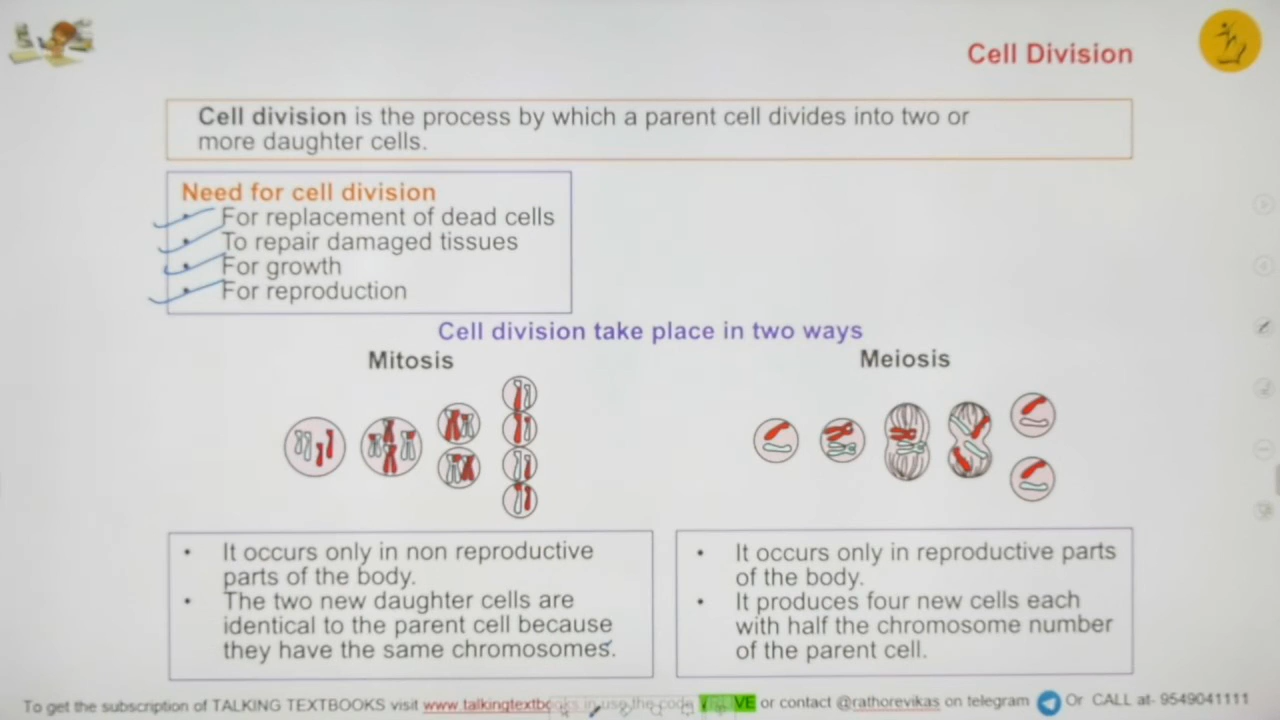 Cell Division
Cell division is the process by which a parent cell divides into two or
more daughter cells.
Need for cell division
• For replacement of dead cells
• To repair damaged tissues
• For growth
• For reproduction
Cell division take place in two ways
Mitosis
Meiosis
• It occurs only in non reproductive
parts of the body.
• The two new daughter cells are
identical to the parent cell because
they have the same chromosomes.
• It occurs only in reproductive parts
of the body.
• It produces four new cells each
with half the chromosome number
of the parent cell.
To get the subscription of TALKING TEXTBOOKS visit use the code or contact @rathorevikas on telegram Or CALL at- 9549041111